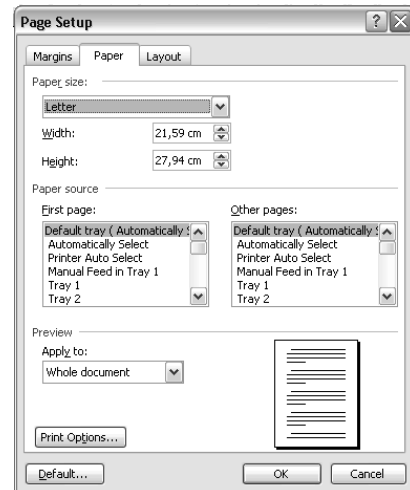 Page Setup
Margins Paper Layout
Paper size:
Letter
Width: 21,59 cm
Height: 27,94 cm
Paper source
First page: Other pages:
Default tray ( Automatically S Default tray ( Automatically S
Automatically Select Automatically Select
Printer Auto Select Printer Auto Select
Manual Feed in Tray 1 Manual Feed in Tray 1
Tray 1 Tray 1
Tray 2 Tray 2
Preview
Apply to:
Whole document
Print Options...
Default... OK Cancel